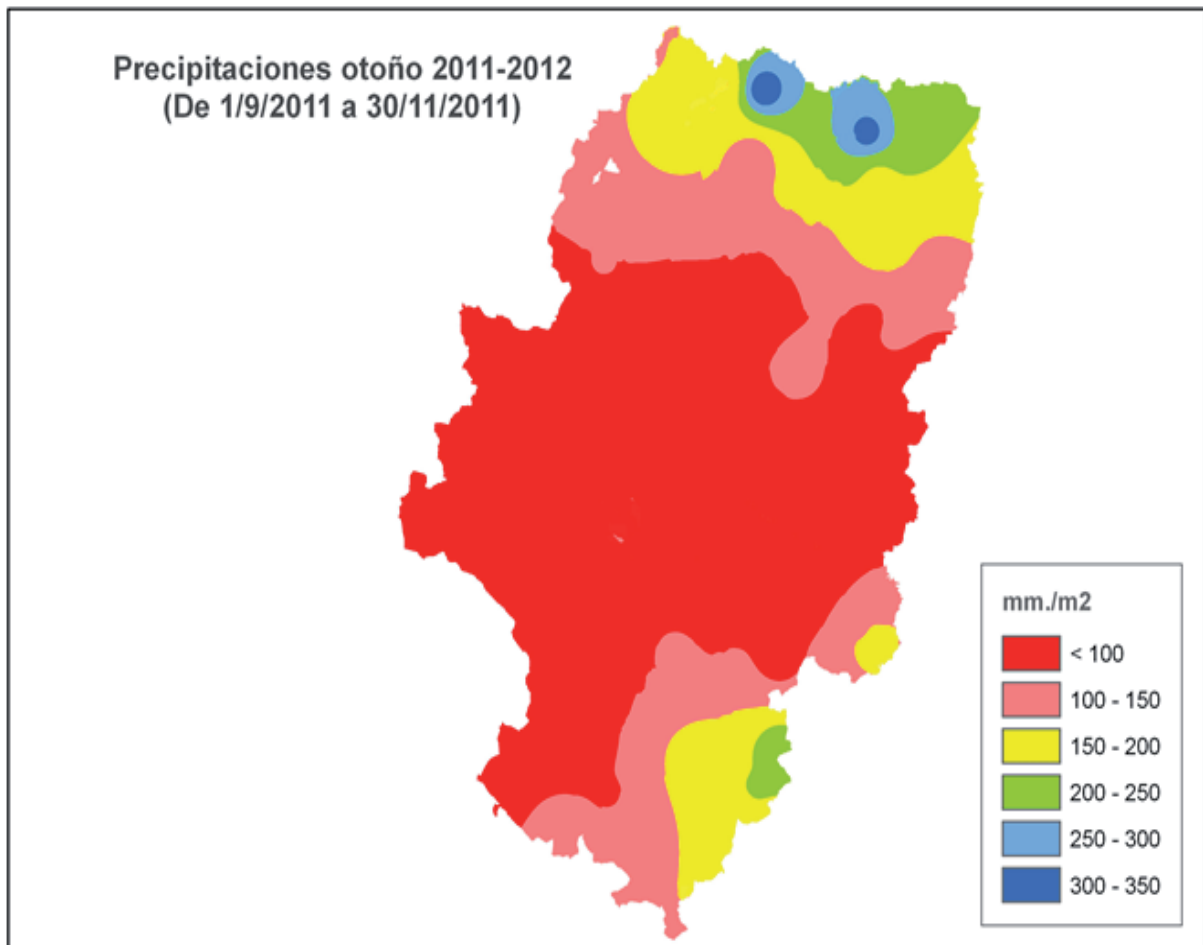 Precipitaciones otoño 2011-2012
(De 1/9/2011 a 30/11/2011)
mm./m2
< 100
100 - 150
150 - 200
200 - 250
250 - 300
300 - 350